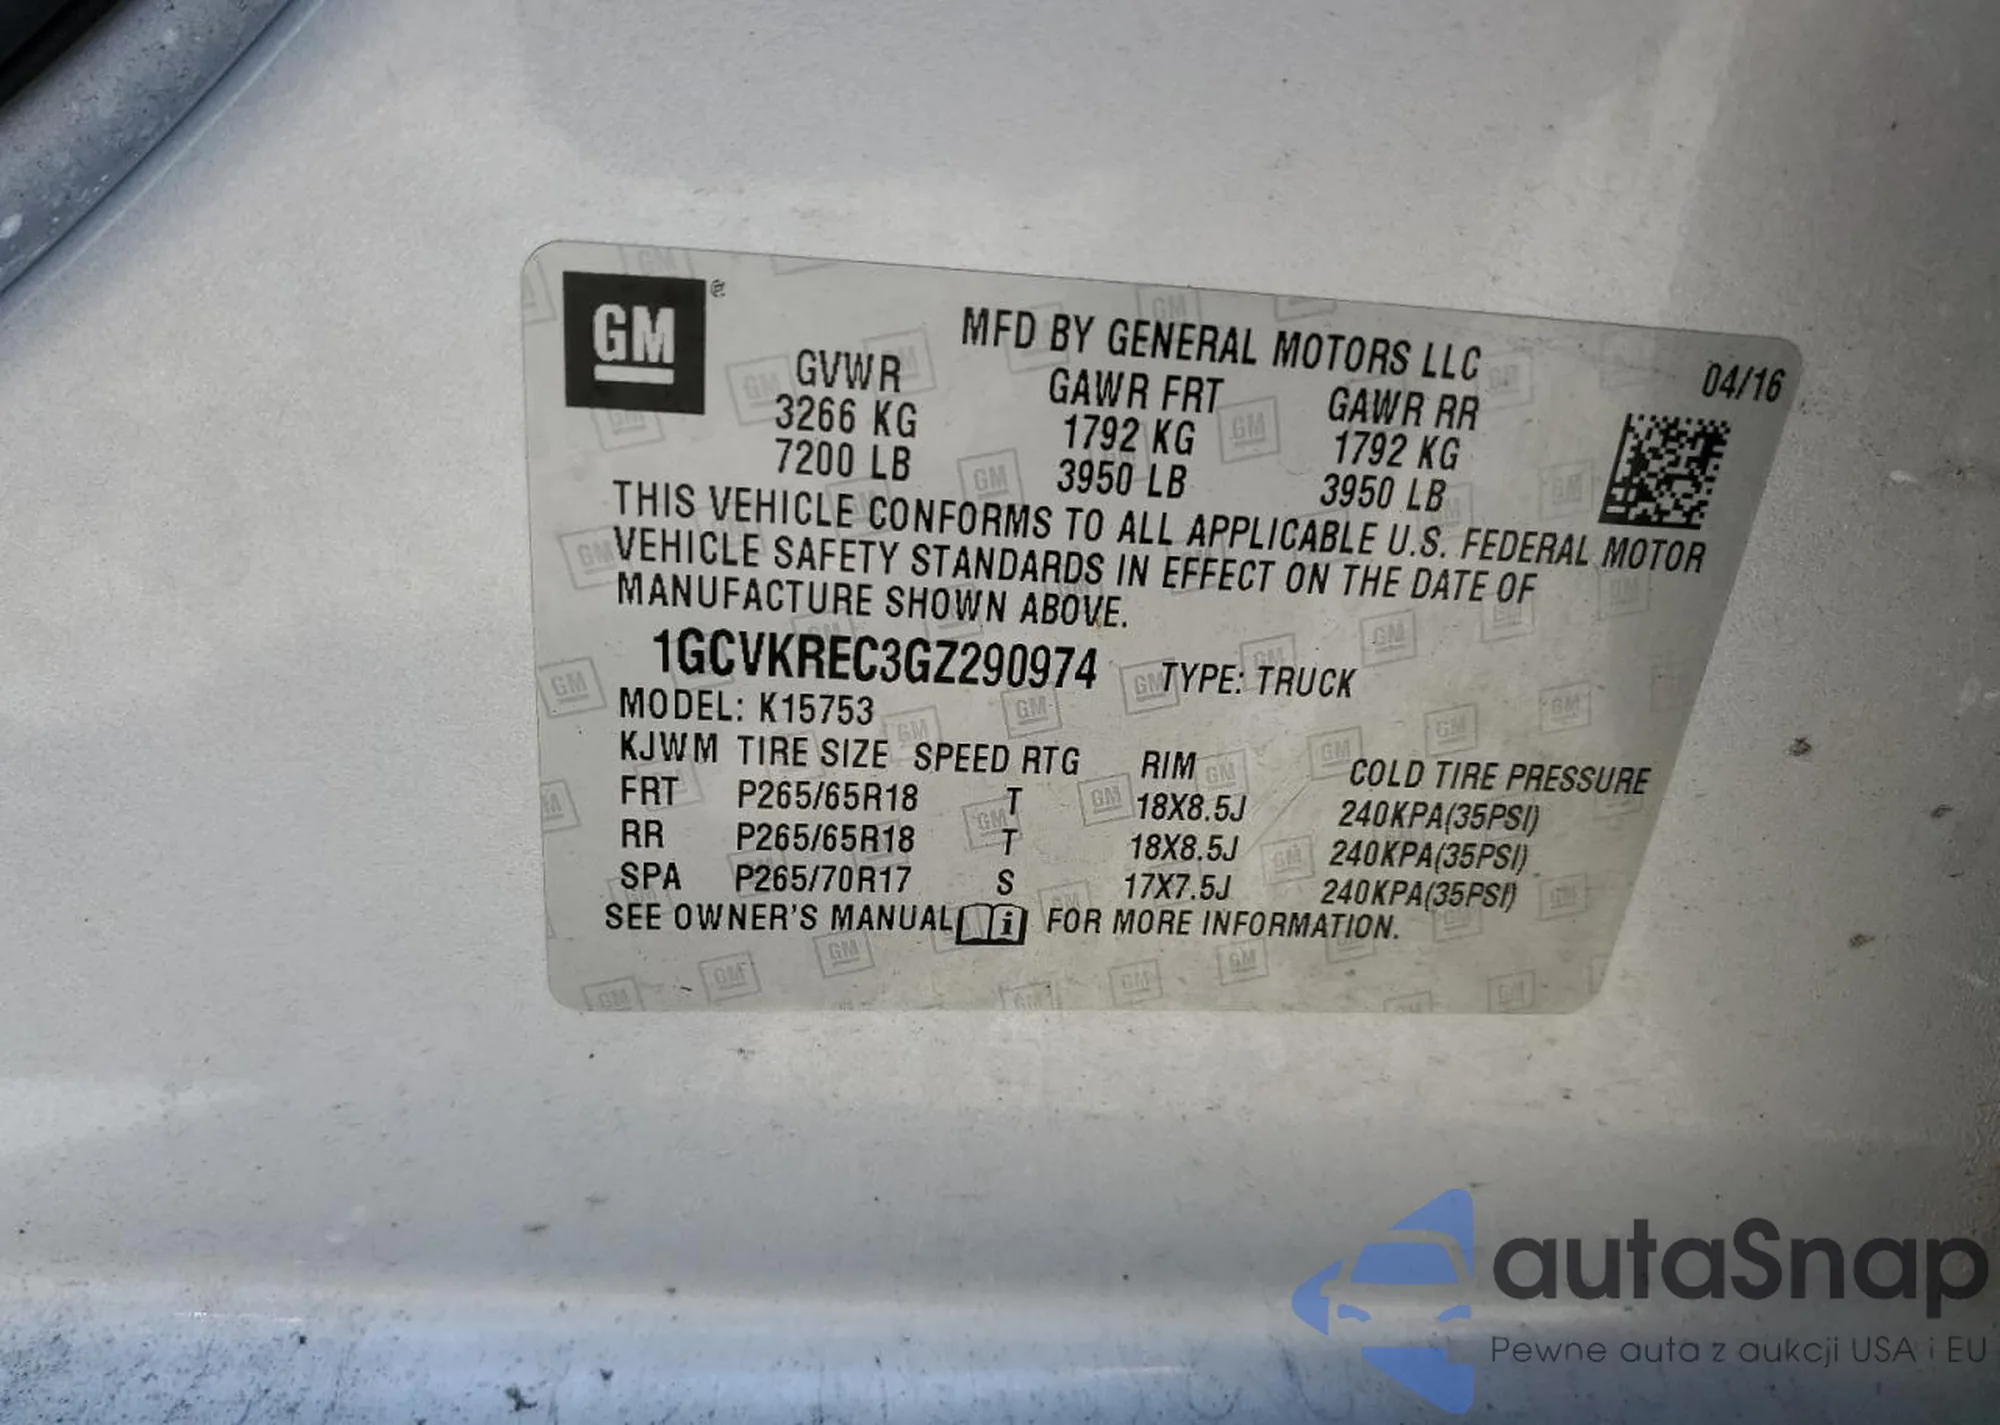 GM
MFD BY GENERAL MOTORS LLC
04/16
GVWR GAWR FRT GAWR RR
3266 KG 1792 KG 1792 KG
7200 LB 3950 LB 3950 LB
THIS VEHICLE CONFORMS TO ALL APPLICABLE U.S. FEDERAL MOTOR
VEHICLE SAFETY STANDARDS IN EFFECT ON THE DATE OF
MANUFACTURE SHOWN ABOVE.
1GCVKREC3GZ290974 TYPE: TRUCK
MODEL: K15753
KJWM TIRE SIZE SPEED RTG RIM COLD TIRE PRESSURE
FRT P265/65R18 T 18X8.5J 240KPA(35PSI)
RR P265/65R18 T 18X8.5J 240KPA(35PSI)
SPA P265/70R17 S 17X7.5J 240KPA(35PSI)
SEE OWNER'S MANUAL i FOR MORE INFORMATION.
autaSnap
Pewne auta z aukcji USA i EU